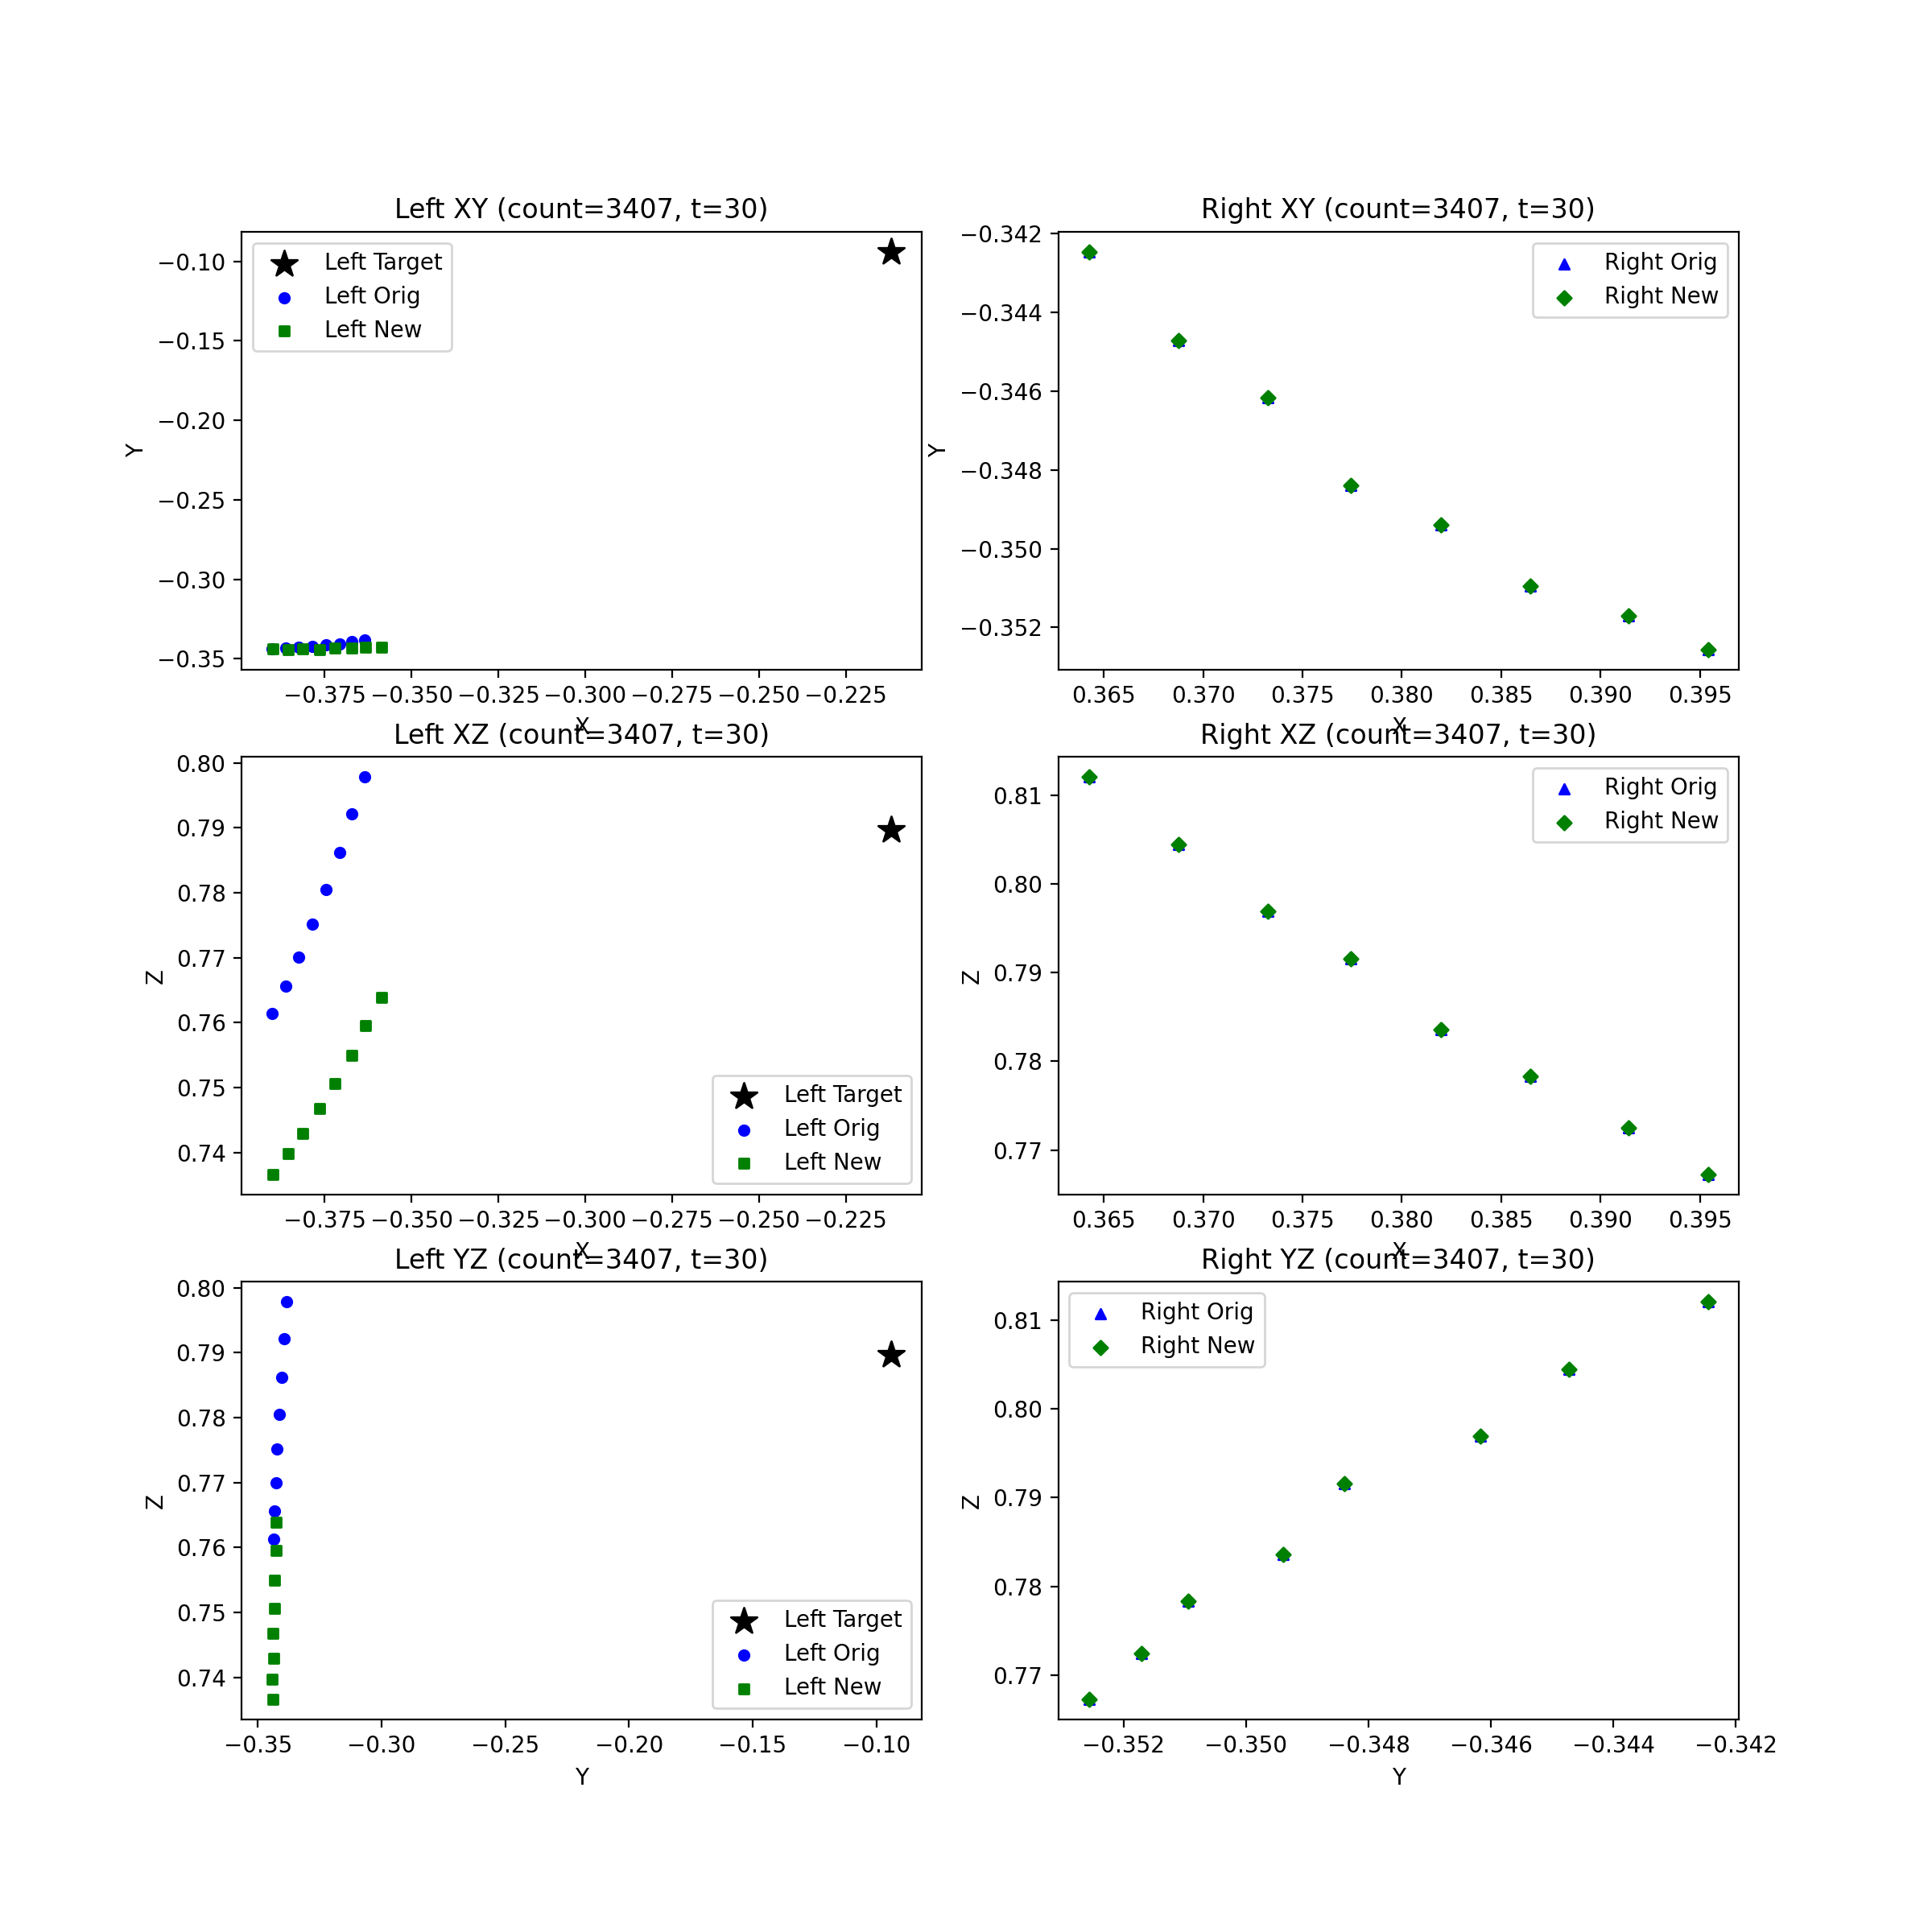 Left XY (count=3407, t=30)
Left Target
Left Orig
Left New
−0.10
−0.15
−0.20
−0.25
−0.30
−0.35
Y
−0.375
−0.350
−0.325
−0.300
−0.275
−0.250
−0.225
X
Right XY (count=3407, t=30)
Right Orig
Right New
−0.342
−0.344
−0.346
−0.348
−0.350
−0.352
Y
0.365
0.370
0.375
0.380
0.385
0.390
0.395
X
Left XZ (count=3407, t=30)
0.80
0.79
0.78
0.77
0.76
0.75
0.74
Z
Left Target
Left Orig
Left New
−0.375
−0.350
−0.325
−0.300
−0.275
−0.250
−0.225
X
Right XZ (count=3407, t=30)
Right Orig
Right New
0.81
0.80
0.79
0.78
0.77
Z
0.365
0.370
0.375
0.380
0.385
0.390
0.395
X
Left YZ (count=3407, t=30)
0.80
0.79
0.78
0.77
0.76
0.75
0.74
Z
Left Target
Left Orig
Left New
−0.35
−0.30
−0.25
−0.20
−0.15
−0.10
Y
Right YZ (count=3407, t=30)
Right Orig
Right New
0.81
0.80
0.79
0.78
0.77
Z
−0.352
−0.350
−0.348
−0.346
−0.344
−0.342
Y